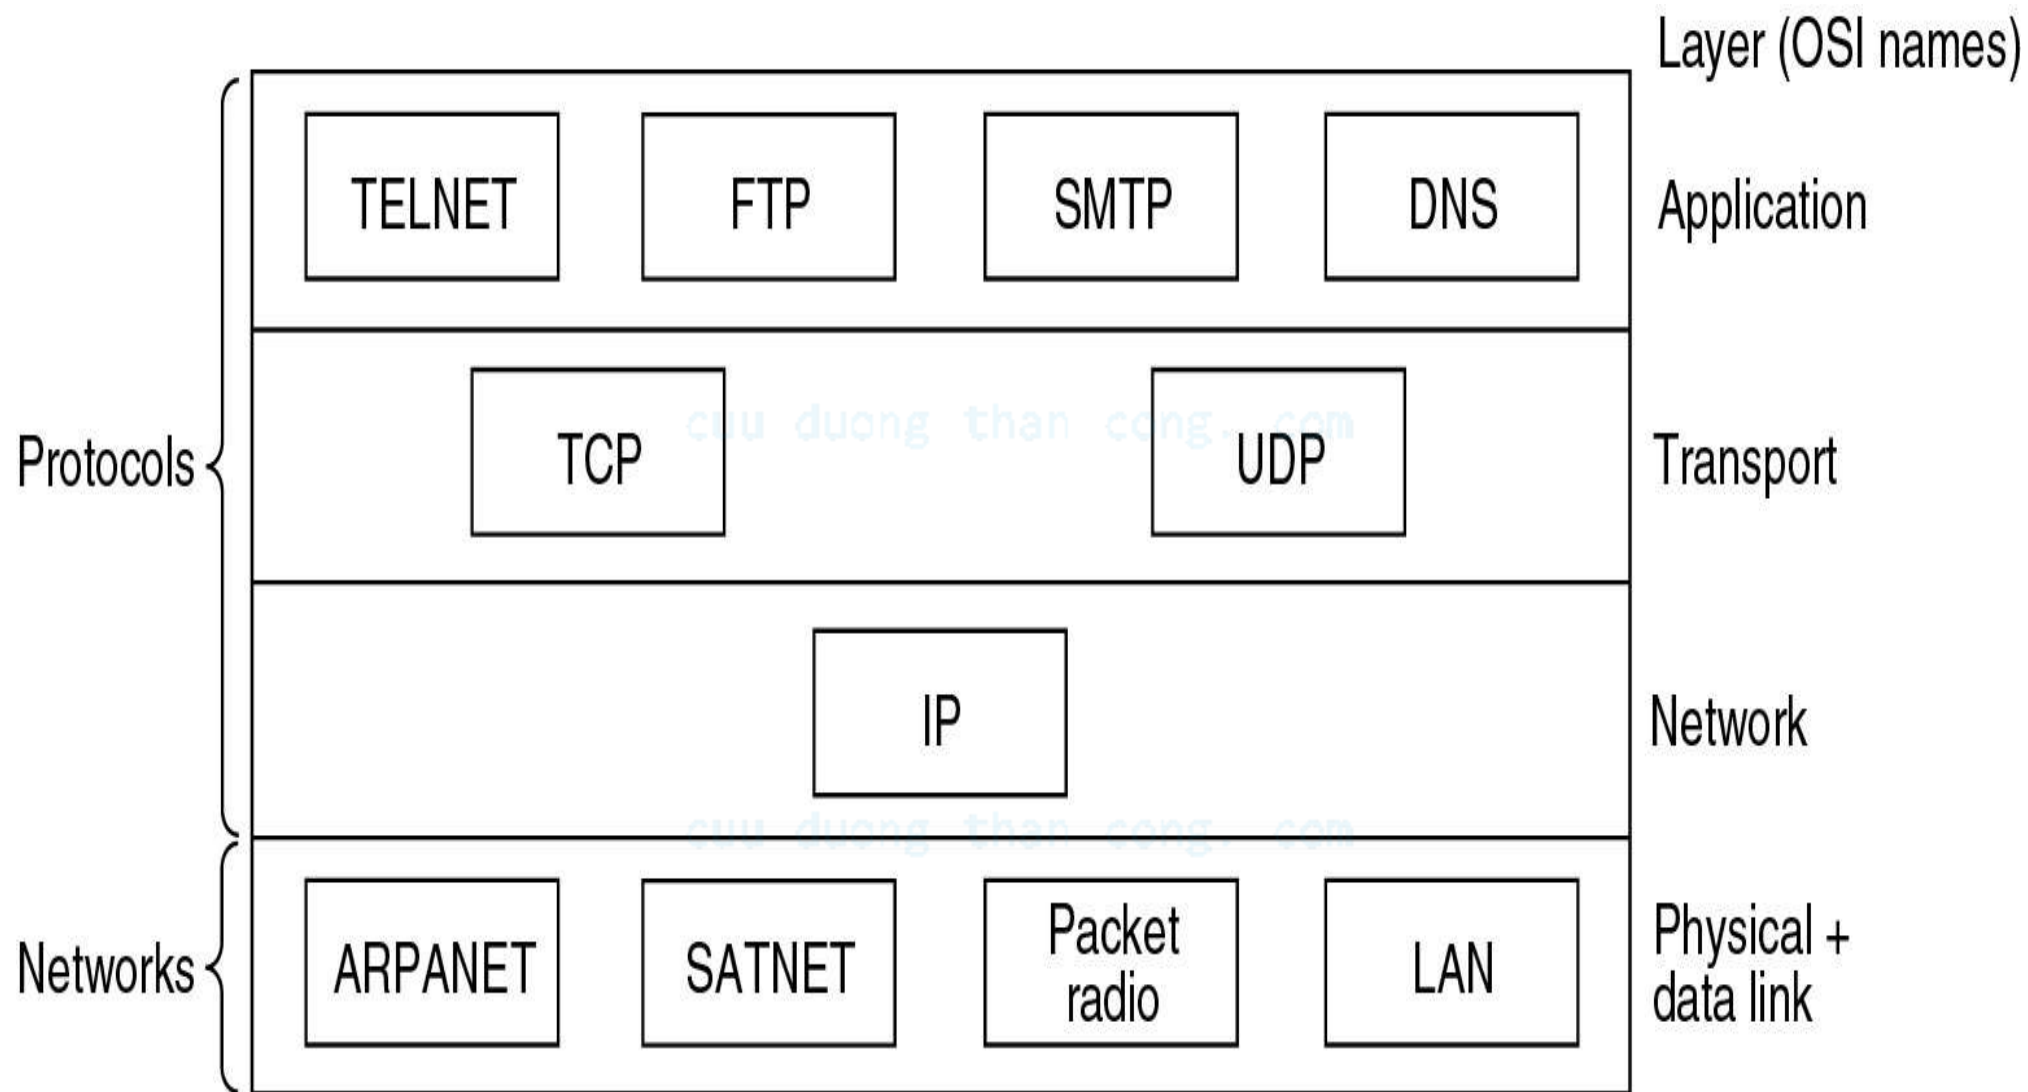 Layer (OSI names)
TELNET
FTP
SMTP
DNS
Application
cuu duong than cong. com
Protocols
TCP
UDP
Transport
IP
Network
cuu duong than cong. com
Networks
ARPANET
SATNET
Packet
radio
LAN
Physical +
data link